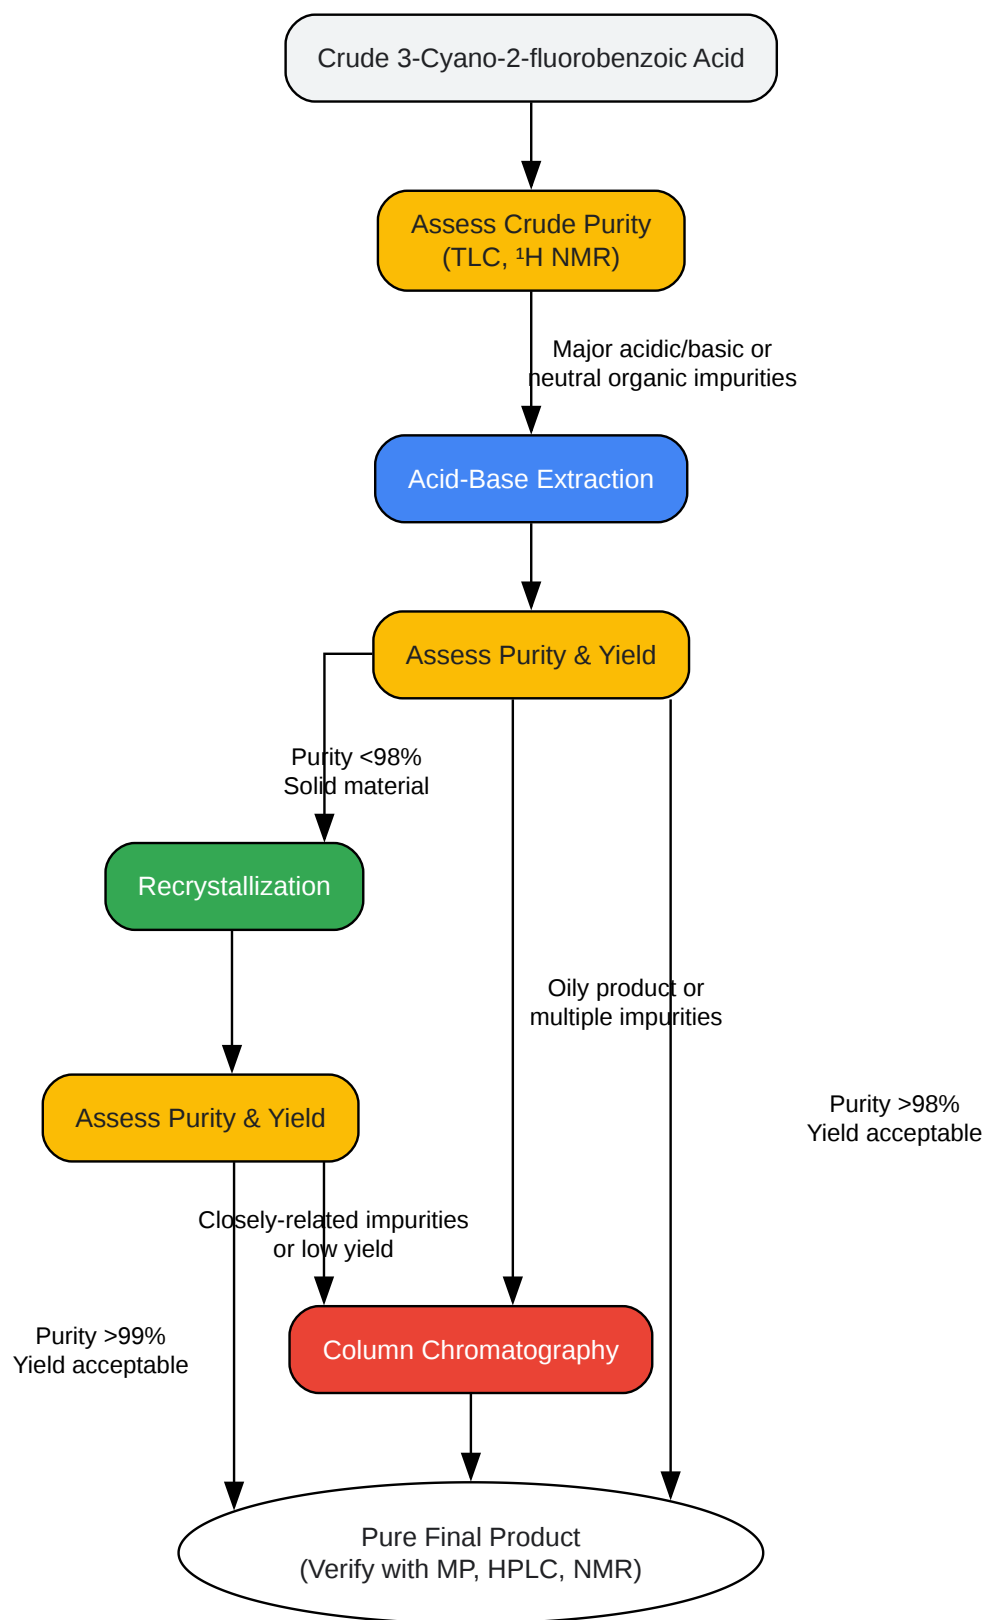 Crude 3-Cyano-2-fluorobenzoic Acid
Assess Crude Purity
(TLC, ¹H NMR)
Major acidic/basic or
neutral organic impurities
Acid-Base Extraction
Assess Purity & Yield
Purity <98%
Solid material
Recrystallization
Oily product or
multiple impurities
Assess Purity & Yield
Purity >98%
Yield acceptable
Closely-related impurities
or low yield
Purity >99%
Yield acceptable
Column Chromatography
Pure Final Product
(Verify with MP, HPLC, NMR)